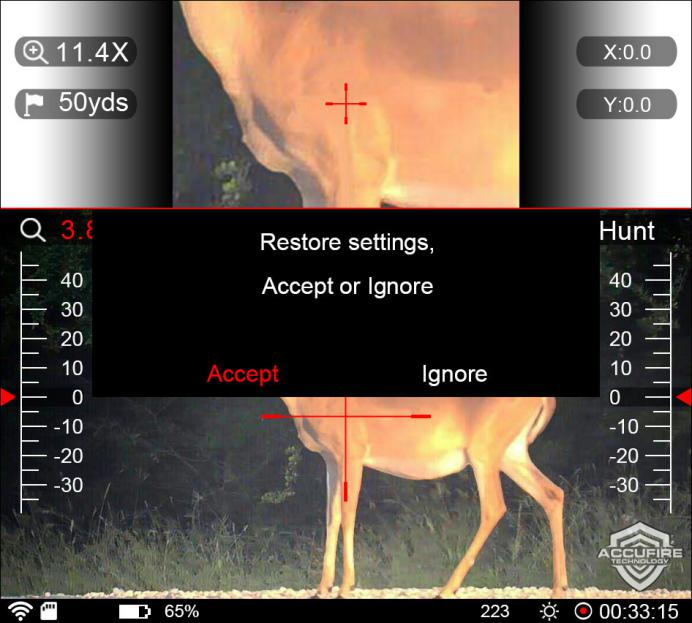 11.4X
X:0.0
50yds
Y:0.0
3.8
Hunt
Restore settings,
Accept or Ignore
Accept
Ignore
40
30
20
10
0
-10
-20
-30
40
30
20
10
0
-10
-20
-30
ACCUFIRE
TECHNOLOGY
65%
223
00:33:15